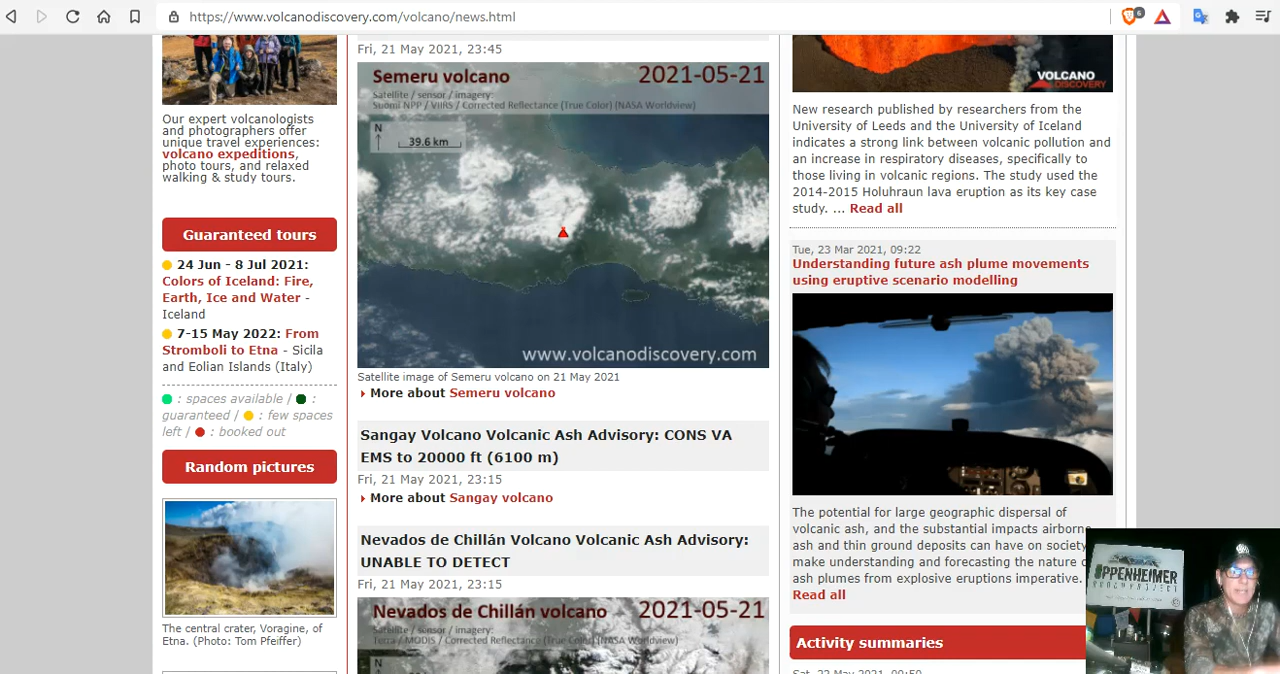 https://www.volcanodiscovery.com/volcano/news.html
6
Our expert volcanologists
and photographers offer
unique travel experiences:
volcano expeditions,
photo tours, and relaxed
walking & study tours.
Guaranteed tours
24 Jun - 8 Jul 2021:
Colors of Iceland: Fire,
Earth, Ice and Water -
Iceland
7-15 May 2022: From
Stromboli to Etna - Sicila
and Eolian Islands (Italy)
: spaces available / :
guaranteed / : few spaces
left / : booked out
Random pictures
The central crater, Voragine, of
Etna. (Photo: Tom Pfeiffer)
Fri, 21 May 2021, 23:45
Semeru volcano 2021-05-21
Satellite / sensor / imagery:
Suomi NPP / VIIRS / Corrected Reflectance (True Color) (NASA Worldview)
N
39.6 km
www.volcanodiscovery.com
Satellite image of Semeru volcano on 21 May 2021
More about Semeru volcano
Sangay Volcano Volcanic Ash Advisory: CONS VA
EMS to 20000 ft (6100 m)
Fri, 21 May 2021, 23:15
More about Sangay volcano
Nevados de Chillán Volcano Volcanic Ash Advisory:
UNABLE TO DETECT
Fri, 21 May 2021, 23:15
Nevados de Chillán volcano 2021-05-21
Satellite / sensor / imagery:
Terra / MODIS / Corrected Reflectance (True Color) (NASA Worldview)
N
VOLCANO
DISCOVERY
New research published by researchers from the
University of Leeds and the University of Iceland
indicates a strong link between volcanic pollution and
an increase in respiratory diseases, specifically to
those living in volcanic regions. The study used the
2014-2015 Holuhraun lava eruption as its key case
study. ... Read all
Tue, 23 Mar 2021, 09:22
Understanding future ash plume movements
using eruptive scenario modelling
The potential for large geographic dispersal of
volcanic ash, and the substantial impacts airborne
ash and thin ground deposits can have on society
make understanding and forecasting the nature
ash plumes from explosive eruptions imperative.
Read all
Activity summaries
OPPENHEIMER